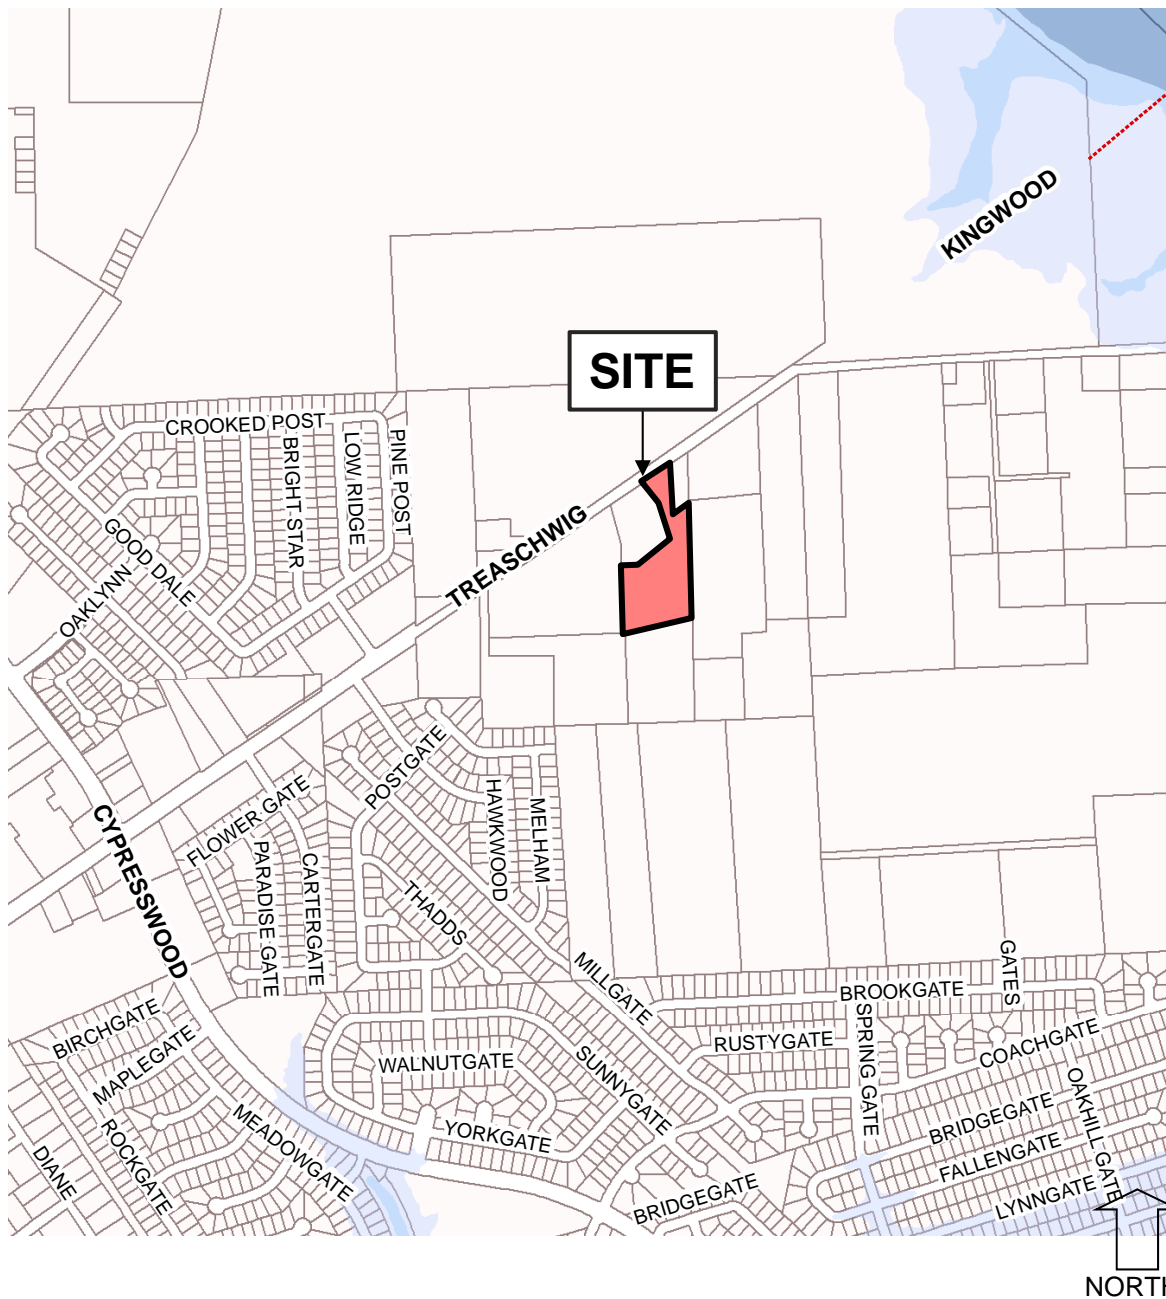 KINGWOOD
SITE
CROOKED POST
BRIGHT STAR
LOW RIDGE
PINE POST
GOOD DALE
OAKLYNN
TREASCHWIG
POSTGATE
FLOWER GATE
HAWKWOOD
MELHAM
CYPRESSWOOD
PARADISE GATE
CARTERGATE
THADDS
MILLGATE
GATES
BROOKGATE
SPRING GATE
RUSTYGATE
COACHGATE
BIRCHGATE
MAPLEGATE
WALNUTGATE
SUNNYGATE
OAKHILL GATE
BRIDGEGATE
YORKGATE
MEADOWGATE
ROCKGATE
DIANE
FALLENGATE
LYNNGATE
BRIDGEGATE
NORTH